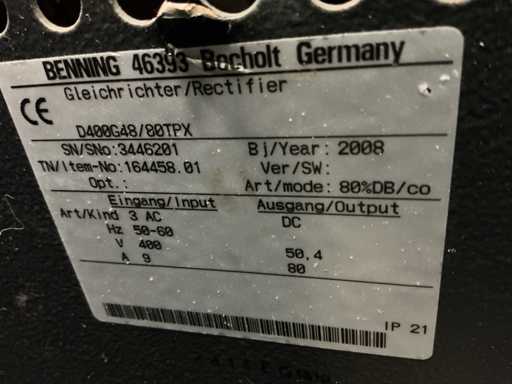 BENNING 46393 Bocholt Germany
CE Gleichrichter/Rectifier
D400G48/80TPX
SN/SNo:3446201 Bj/Year: 2008
TN/Item-No:164458.01 Ver/SW:
Opt.: Art/mode: 80%DB/co
Eingang/Input Ausgang/Output
Art/Kind 3 AC DC
Hz 50-60
V 400 50,4
A 9 80
IP 21